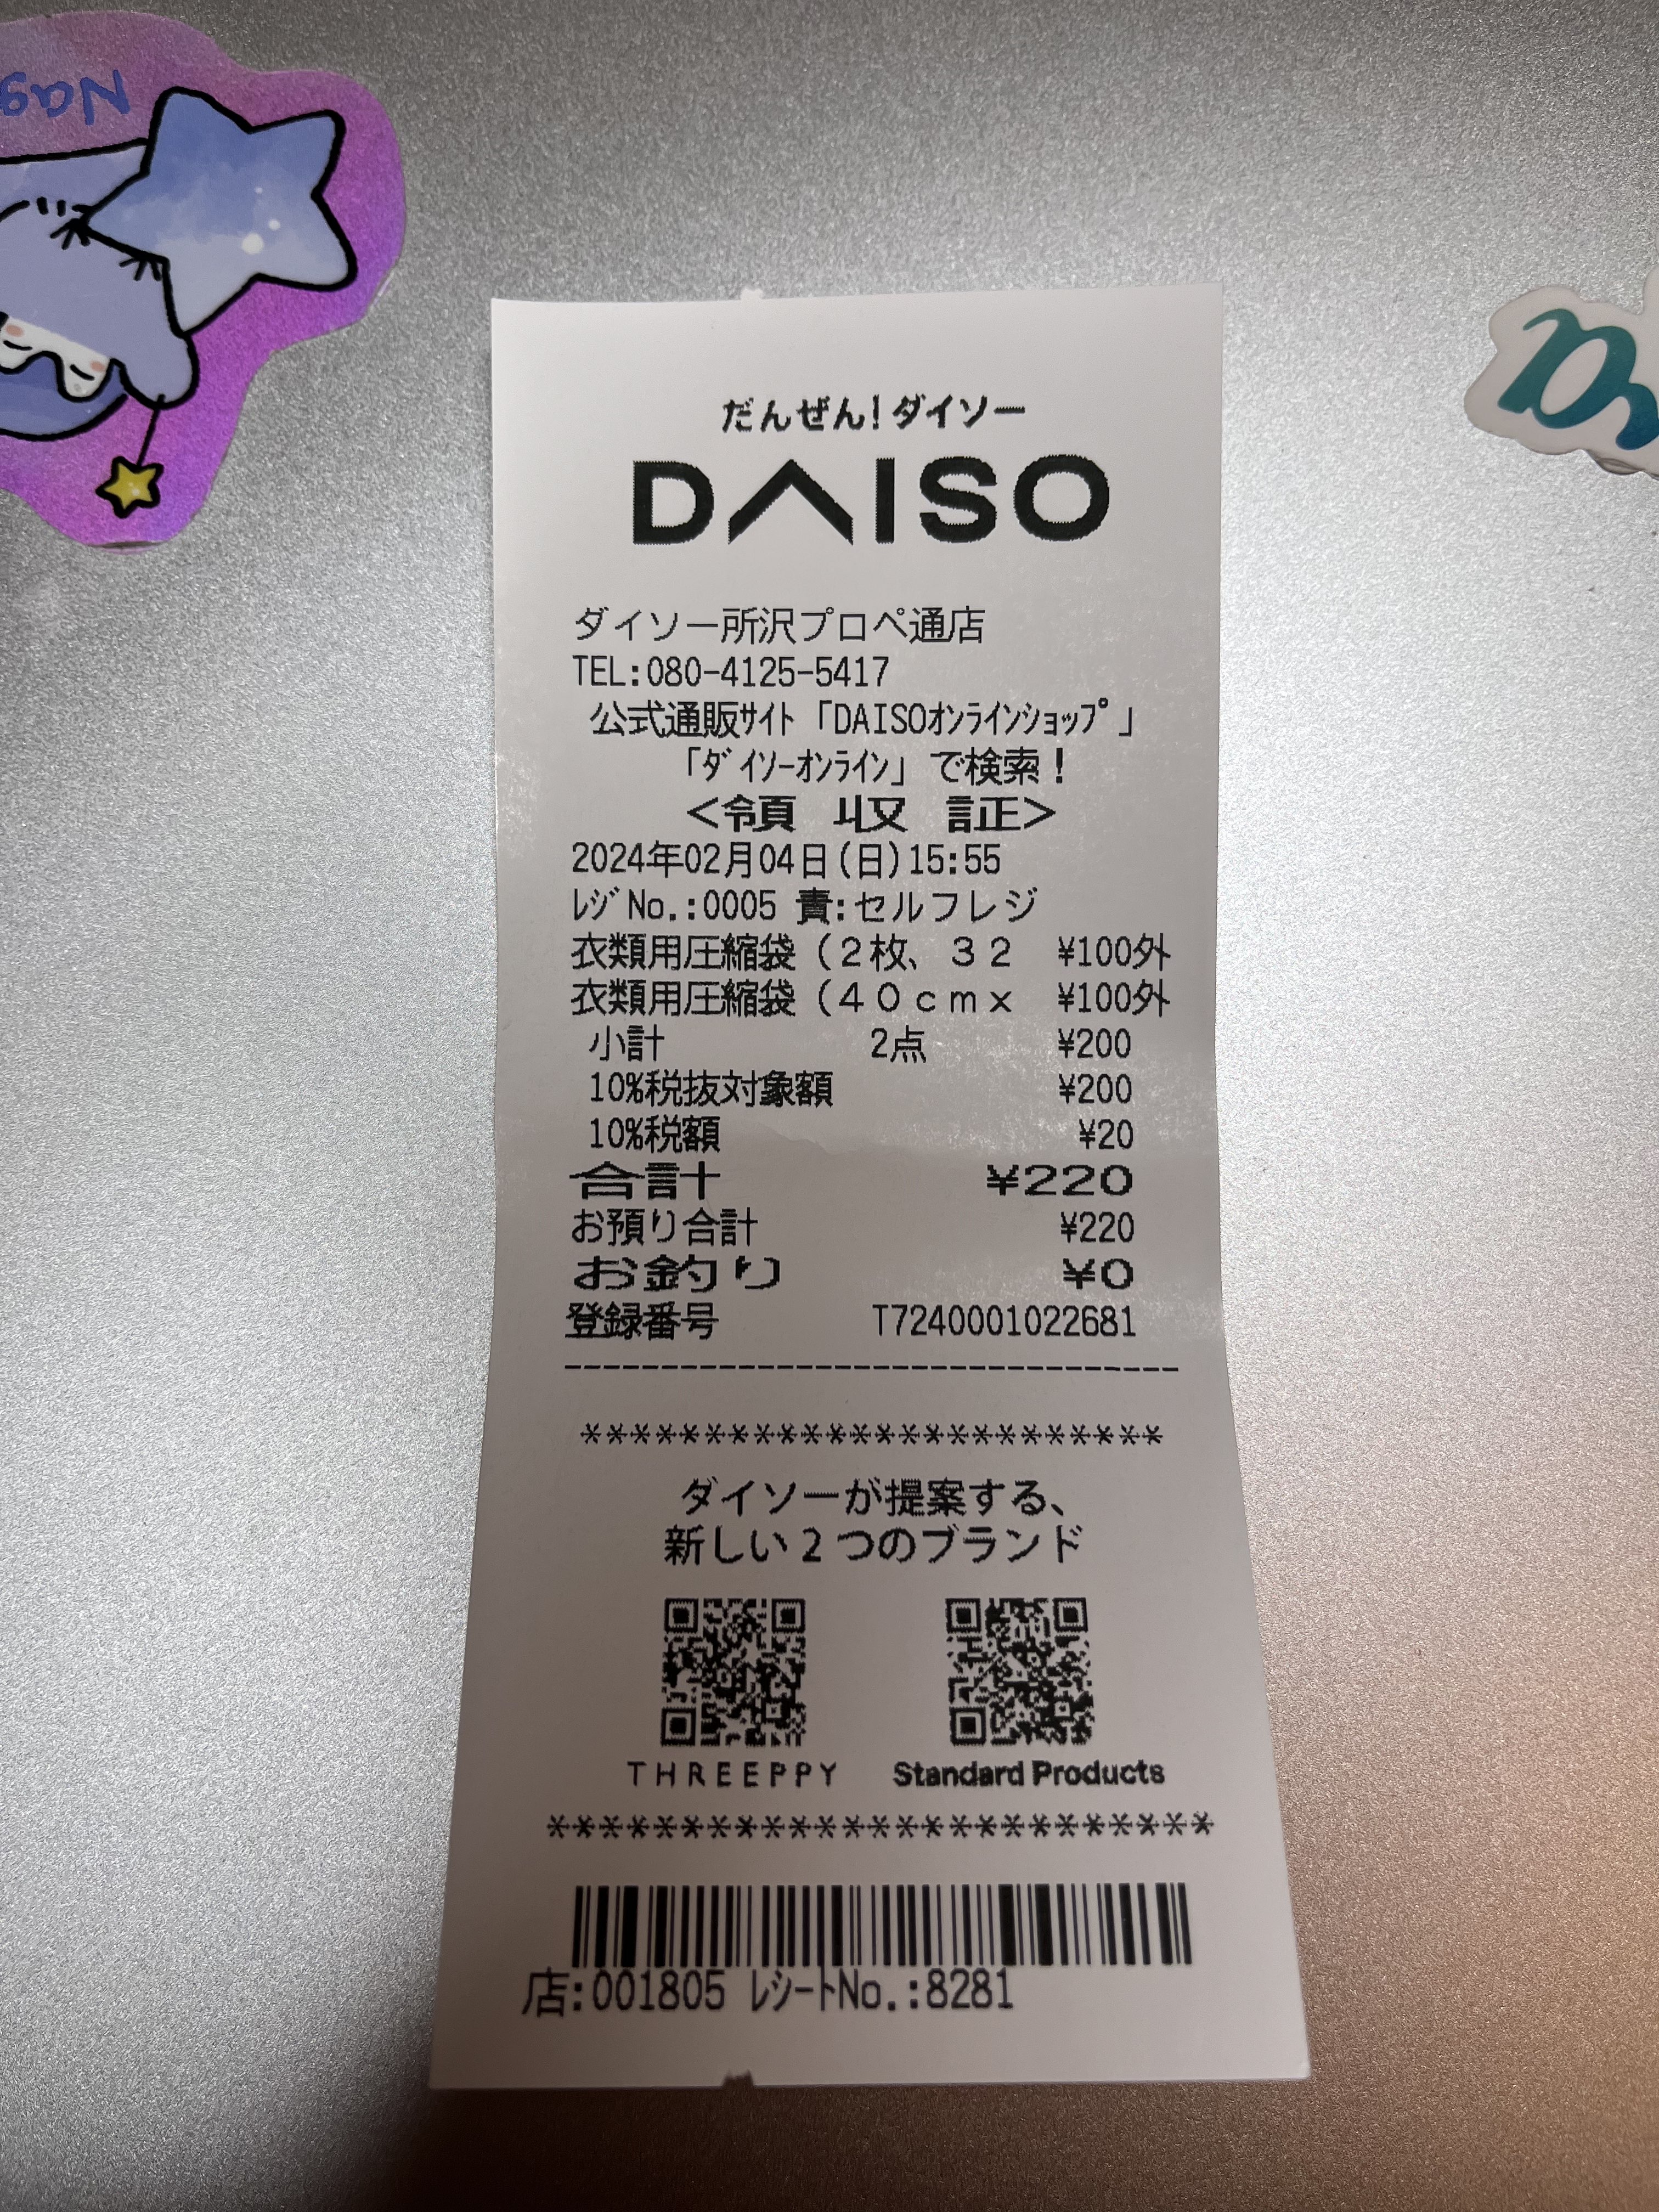 Nag
だんぜん!ダイソー
DAISO
ダイソー所沢プロペ通店
TEL:080-4125-5417
公式通販サイト「DAISOオンラインショップ」
「ダイソーオンライン」で検索!
<領 収 証>
2024年02月04日(日)15:55
レジNo.:0005 責:セルフレジ
衣類用圧縮袋(2枚、32 ¥100外
衣類用圧縮袋(40cmx ¥100外
小計 2点 ¥200
10%税抜対象額 ¥200
10%税額 ¥20
合計 ¥220
お預り合計 ¥220
お釣り ¥0
登録番号 T7240001022681
--------------------------------
************************
ダイソーが提案する、
新しい2つのブランド
THREEPPY Standard Products
*************************
店:001805 レシートNo.:8281